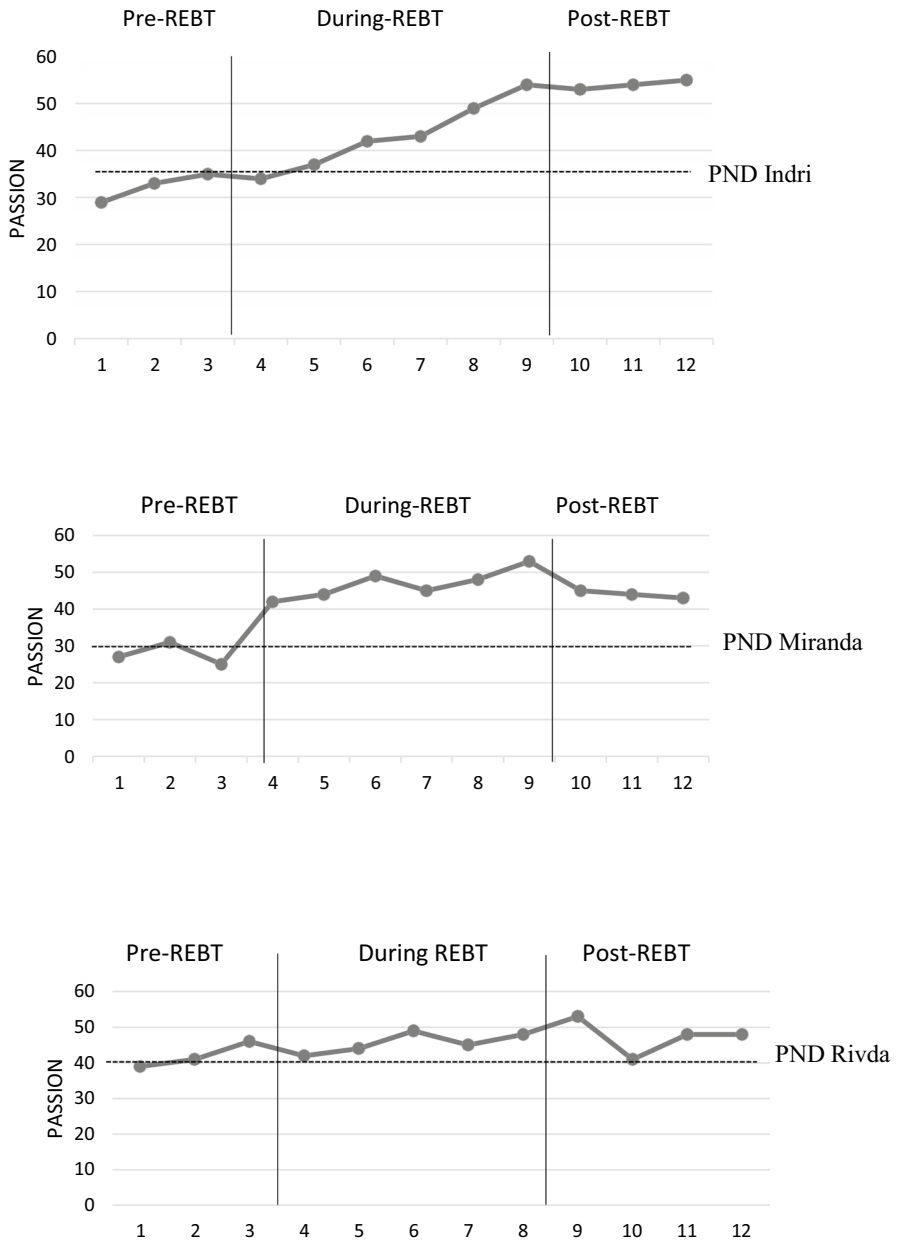 Pre-REBT During-REBT Post-REBT
60
50
40
30
20
10
0
PASSION
PND Indri
1 2 3 4 5 6 7 8 9 10 11 12
Pre-REBT During-REBT Post-REBT
60
50
40
30
20
10
0
PASSION
PND Miranda
1 2 3 4 5 6 7 8 9 10 11 12
Pre-REBT During REBT Post-REBT
60
50
40
30
20
10
0
PASSION
PND Rivda
1 2 3 4 5 6 7 8 9 10 11 12